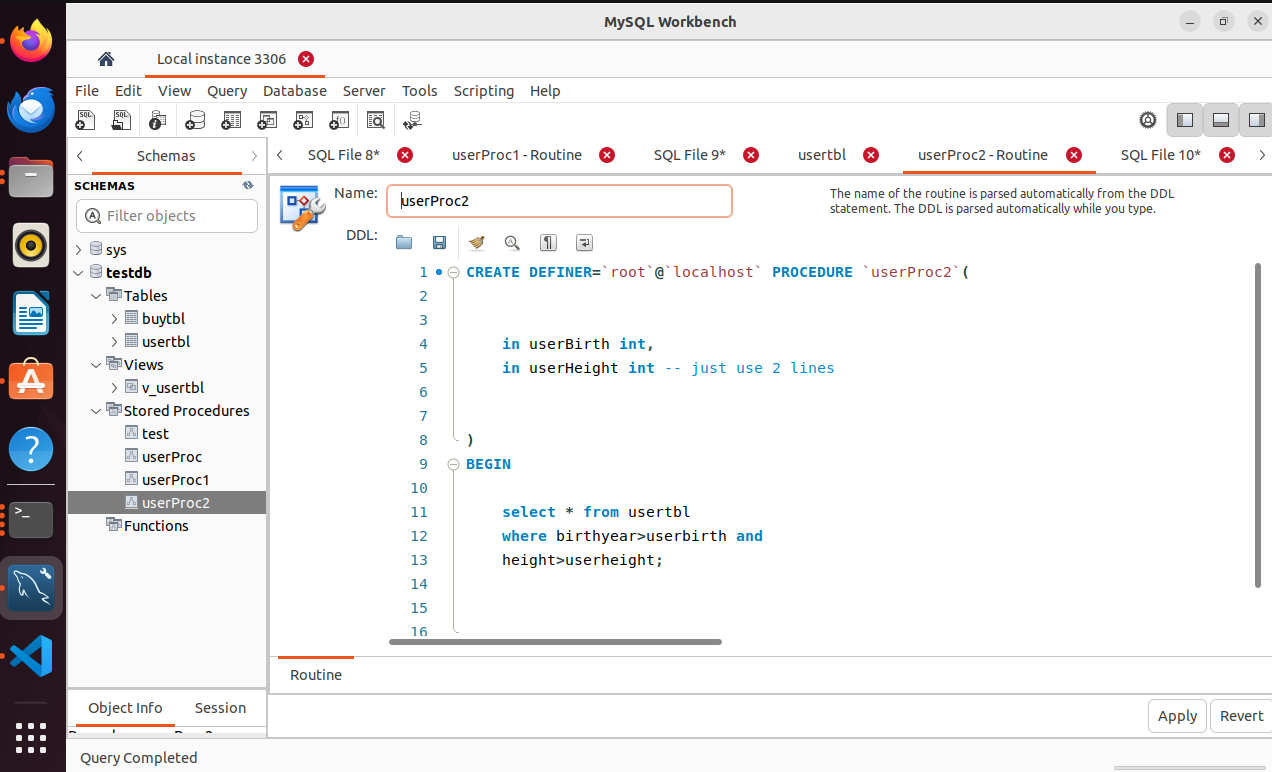 MySQL Workbench
Local instance 3306
File Edit View Query Database Server Tools Scripting Help
Schemas
SCHEMAS
Filter objects
sys
testdb
Tables
buytbl
usertbl
Views
v_usertbl
Stored Procedures
test
userProc
userProc1
userProc2
Functions
Object Info Session
SQL File 8* userProc1 - Routine SQL File 9* usertbl userProc2 - Routine SQL File 10*
Name: userProc2
The name of the routine is parsed automatically from the DDL
statement. The DDL is parsed automatically while you type.
DDL:
1 CREATE DEFINER=`root`@`localhost` PROCEDURE `userProc2`(
2
3
4 in userBirth int,
5 in userHeight int -- just use 2 lines
6
7
8 )
9 BEGIN
10
11 select * from usertbl
12 where birthyear>userbirth and
13 height>userheight;
14
15
16
Routine
Apply Revert
Query Completed